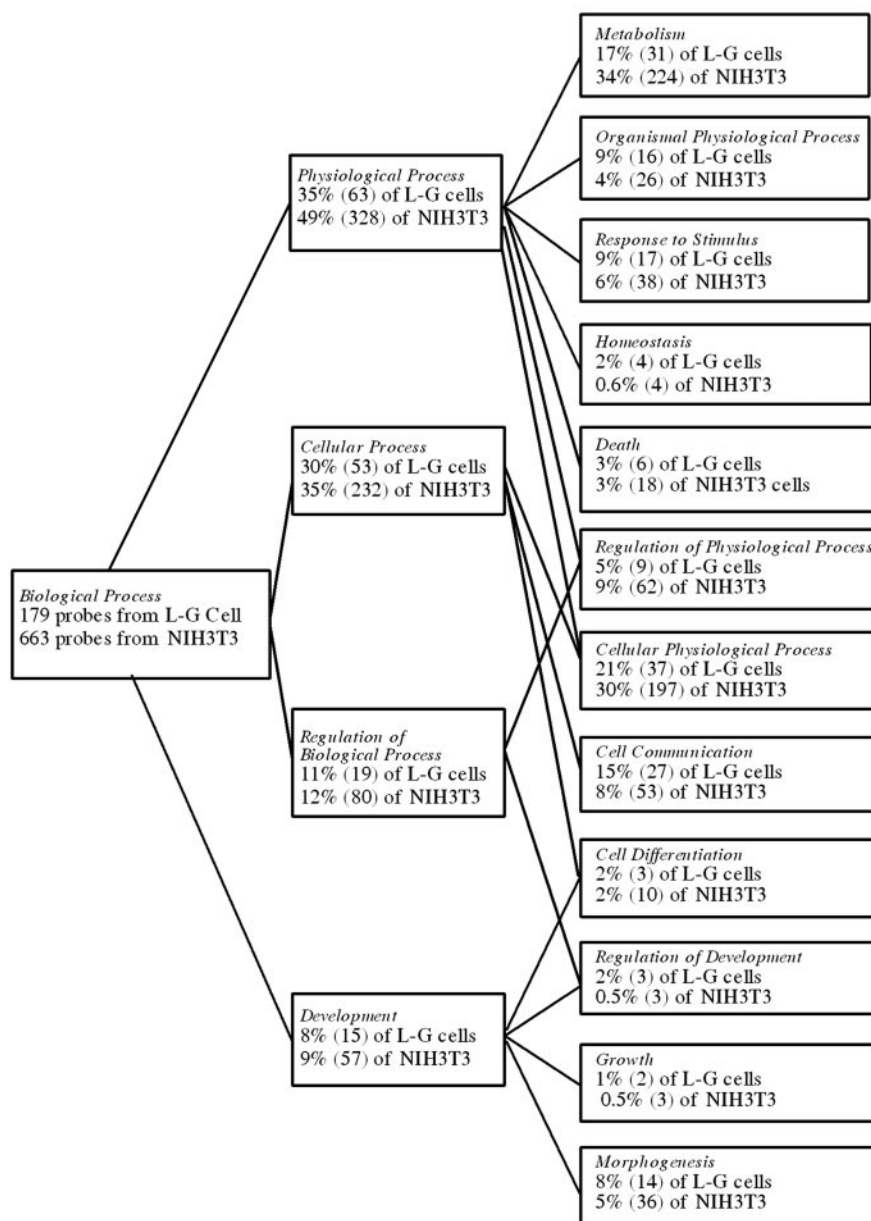 Biological Process
179 probes from L-G Cell
663 probes from NIH3T3
Physiological Process
35% (63) of L-G cells
49% (328) of NIH3T3
Cellular Process
30% (53) of L-G cells
35% (232) of NIH3T3
Regulation of
Biological Process
11% (19) of L-G cells
12% (80) of NIH3T3
Development
8% (15) of L-G cells
9% (57) of NIH3T3
Metabolism
17% (31) of L-G cells
34% (224) of NIH3T3
Organismal Physiological Process
9% (16) of L-G cells
4% (26) of NIH3T3
Response to Stimulus
9% (17) of L-G cells
6% (38) of NIH3T3
Homeostasis
2% (4) of L-G cells
0.6% (4) of NIH3T3
Death
3% (6) of L-G cells
3% (18) of NIH3T3 cells
Regulation of Physiological Process
5% (9) of L-G cells
9% (62) of NIH3T3
Cellular Physiological Process
21% (37) of L-G cells
30% (197) of NIH3T3
Cell Communication
15% (27) of L-G cells
8% (53) of NIH3T3
Cell Differentiation
2% (3) of L-G cells
2% (10) of NIH3T3
Regulation of Development
2% (3) of L-G cells
0.5% (3) of NIH3T3
Growth
1% (2) of L-G cells
0.5% (3) of NIH3T3
Morphogenesis
8% (14) of L-G cells
5% (36) of NIH3T3